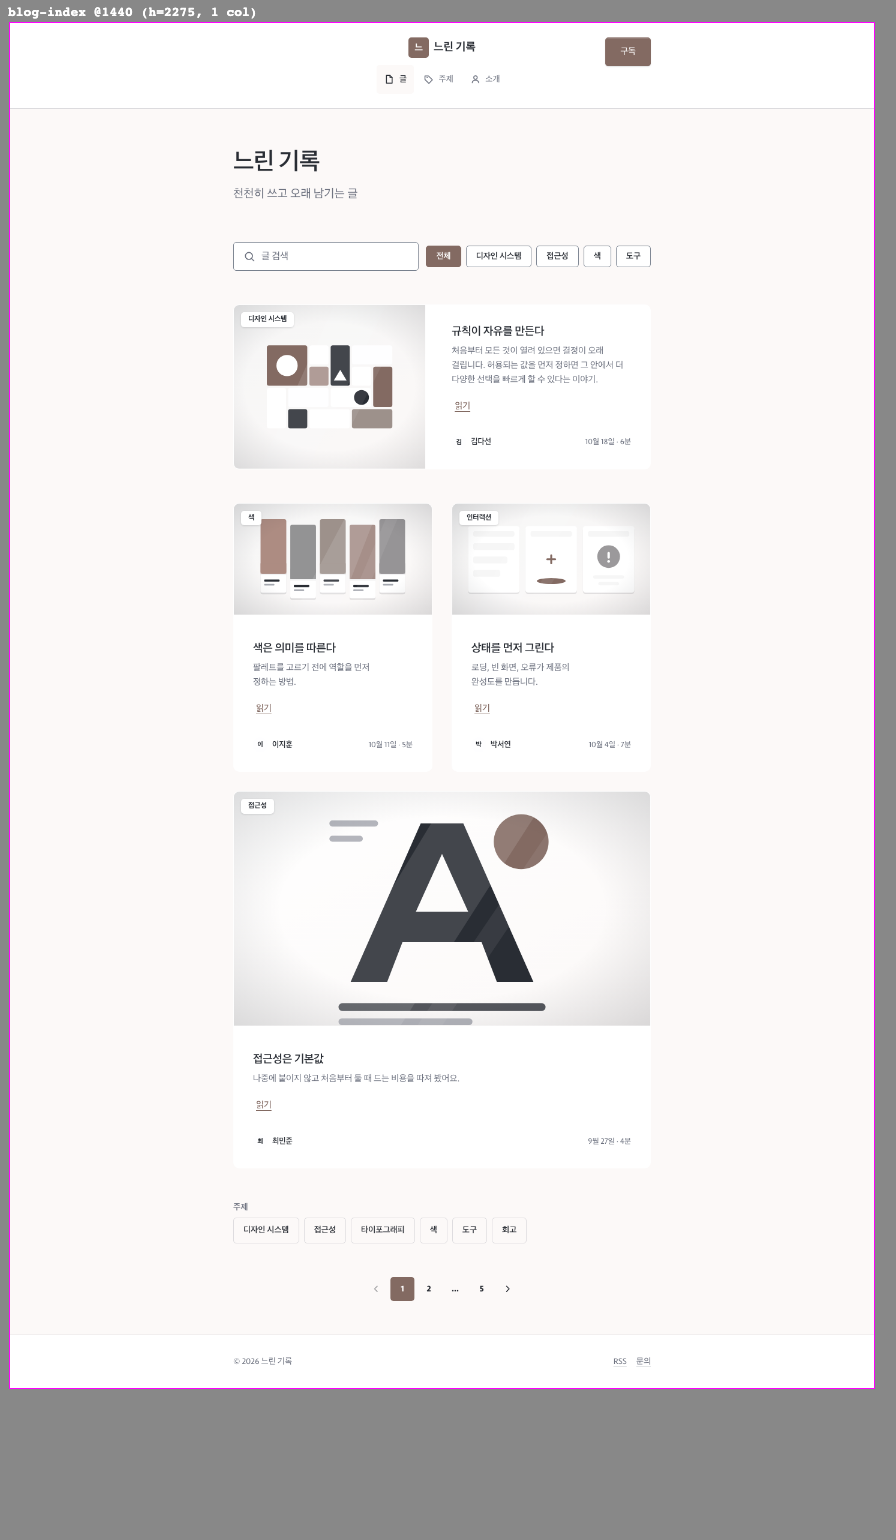 blog-index @1440 (h=2275, 1 col)
느 느린 기록
구독
글 주제 소개
느린 기록
천천히 쓰고 오래 남기는 글
글 검색
전체 디자인 시스템 접근성 색 도구
디자인 시스템
규칙이 자유를 만든다
처음부터 모든 것이 열려 있으면 결정이 오래
걸립니다. 허용되는 값을 먼저 정하면 그 안에서 더
다양한 선택을 빠르게 할 수 있다는 이야기.
읽기
김 김다선
10월 18일 · 6분
색
색은 의미를 따른다
팔레트를 고르기 전에 역할을 먼저
정하는 방법.
읽기
이 이지훈
10월 11일 · 5분
인터랙션
상태를 먼저 그린다
로딩, 빈 화면, 오류가 제품의
완성도를 만듭니다.
읽기
박 박서연
10월 4일 · 7분
접근성
A
접근성은 기본값
나중에 붙이지 않고 처음부터 둘 때 드는 비용을 따져 봤어요.
읽기
최 최민준
9월 27일 · 4분
주제
디자인 시스템 접근성 타이포그래피 색 도구 회고
1 2 … 5
© 2026 느린 기록
RSS 문의